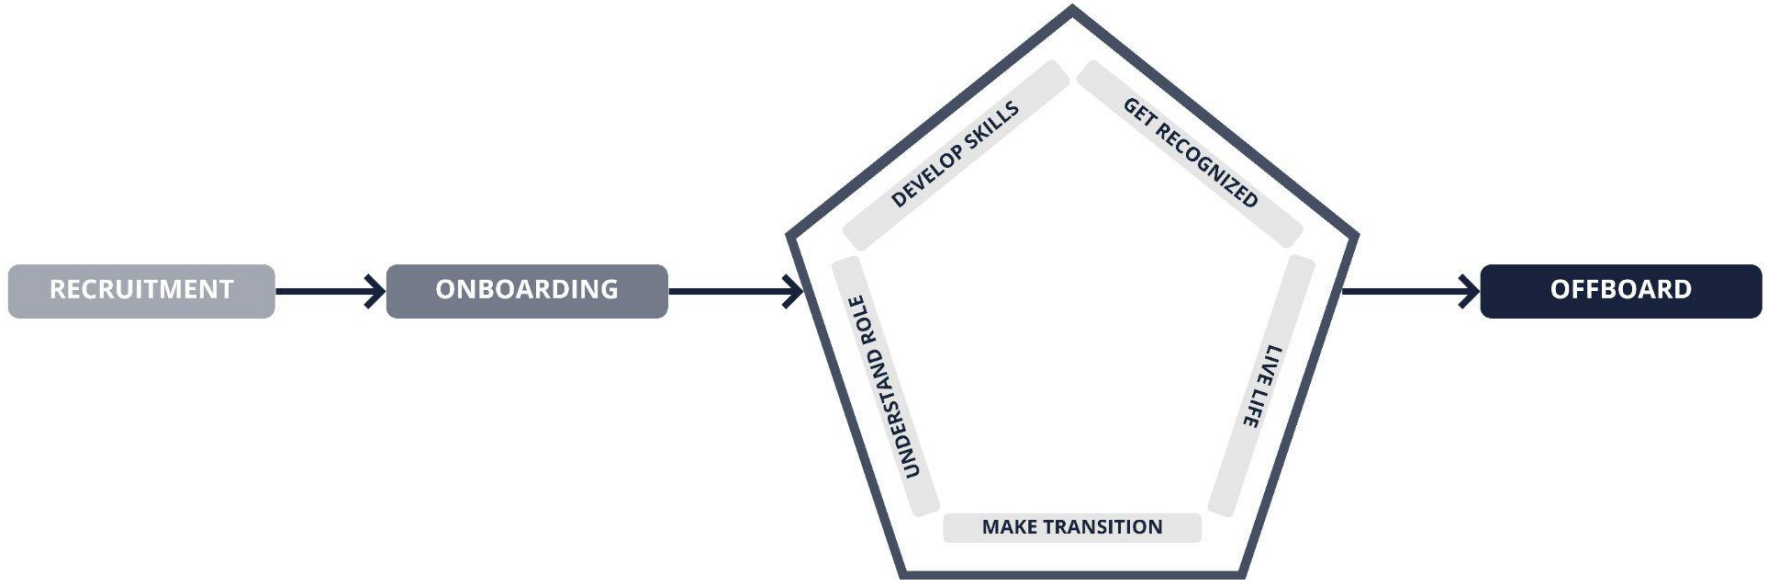 RECRUITMENT
ONBOARDING
UNDERSTAND ROLE
DEVELOP SKILLS
GET RECOGNIZED
LIVE LIFE
MAKE TRANSITION
OFFBOARD